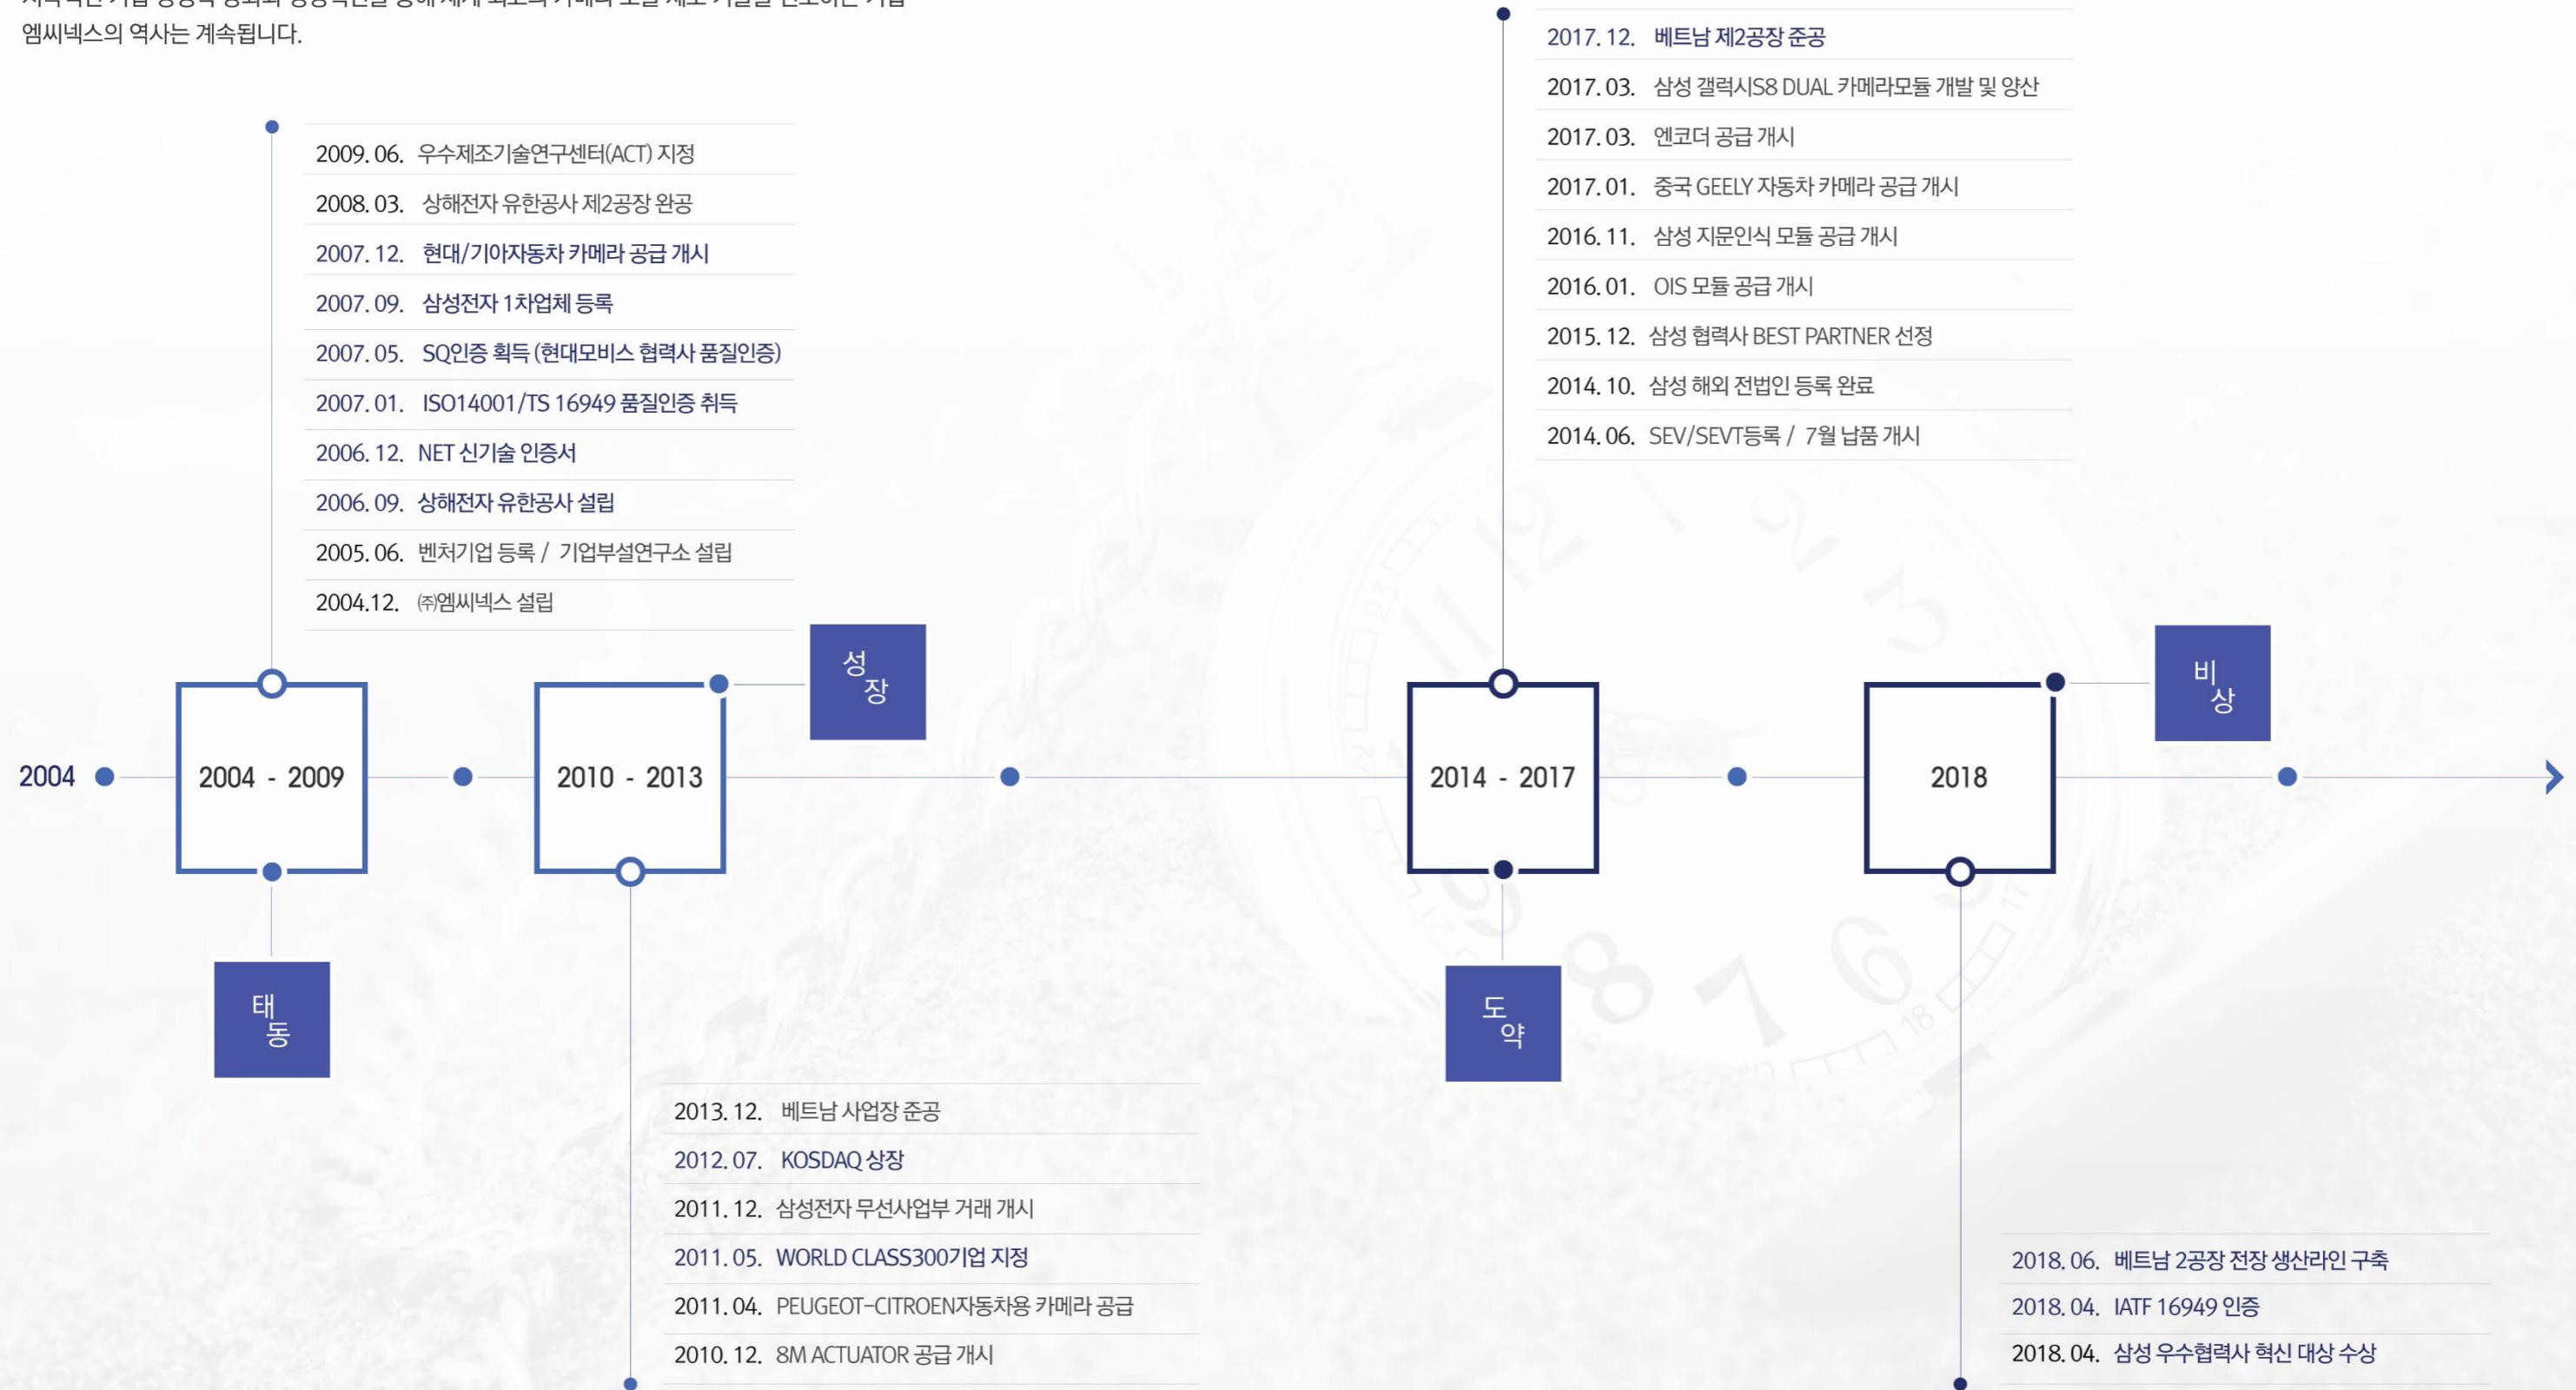 엠씨넥스의 역사는 계속됩니다.
2009. 06. 우수제조기술연구센터(ACT) 지정
2008. 03. 상해전자 유한공사 제2공장 완공
2007. 12. 현대/기아자동차 카메라 공급 개시
2007. 09. 삼성전자 1차업체 등록
2007. 05. SQ인증 획득 (현대모비스 협력사 품질인증)
2007. 01. ISO14001/TS 16949 품질인증 취득
2006. 12. NET 신기술 인증서
2006. 09. 상해전자 유한공사 설립
2005. 06. 벤처기업 등록 / 기업부설연구소 설립
2004.12. ㈜엠씨넥스 설립
2017. 12. 베트남 제2공장 준공
2017. 03. 삼성 갤럭시S8 DUAL 카메라모듈 개발 및 양산
2017. 03. 엔코더 공급 개시
2017. 01. 중국 GEELY 자동차 카메라 공급 개시
2016. 11. 삼성 지문인식 모듈 공급 개시
2016. 01. OIS 모듈 공급 개시
2015. 12. 삼성 협력사 BEST PARTNER 선정
2014. 10. 삼성 해외 전법인 등록 완료
2014. 06. SEV/SEVT등록 / 7월 납품 개시
성
장
비
상
2004
2004 - 2009
2010 - 2013
2014 - 2017
2018
태
동
도
약
2013. 12. 베트남 사업장 준공
2012. 07. KOSDAQ 상장
2011. 12. 삼성전자 무선사업부 거래 개시
2011. 05. WORLD CLASS300기업 지정
2011. 04. PEUGEOT-CITROEN자동차용 카메라 공급
2010. 12. 8M ACTUATOR 공급 개시
2018. 06. 베트남 2공장 전장 생산라인 구축
2018. 04. IATF 16949 인증
2018. 04. 삼성 우수협력사 혁신 대상 수상